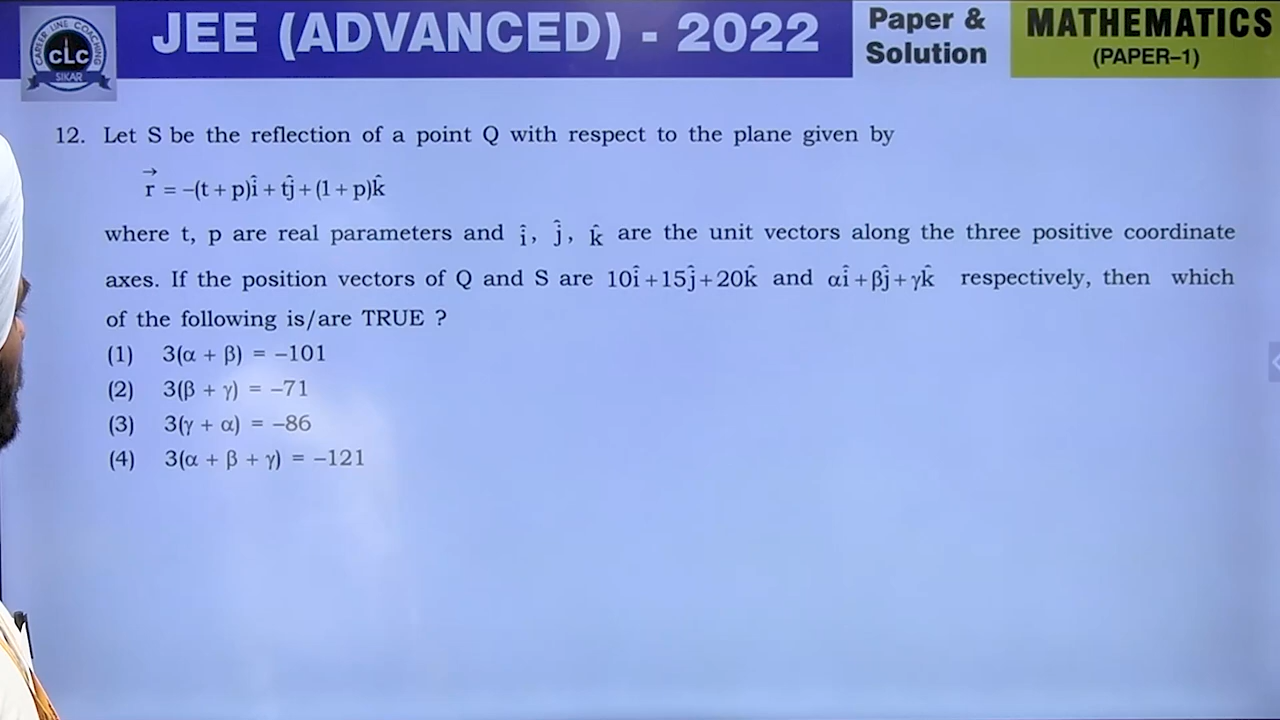 CAREER LINE COACHING
CLC
SIKAR
JEE (ADVANCED) - 2022
Paper &
Solution
MATHEMATICS
(PAPER–1)
12. Let S be the reflection of a point Q with respect to the plane given by
r⃗ = –(t + p)î + tĵ + (1 + p)k̂
where t, p are real parameters and î, ĵ, k̂ are the unit vectors along the three positive coordinate
axes. If the position vectors of Q and S are 10î + 15ĵ + 20k̂ and αî + βĵ + γk̂ respectively, then which
of the following is/are TRUE ?
(1) 3(α + β) = –101
(2) 3(β + γ) = –71
(3) 3(γ + α) = –86
(4) 3(α + β + γ) = –121